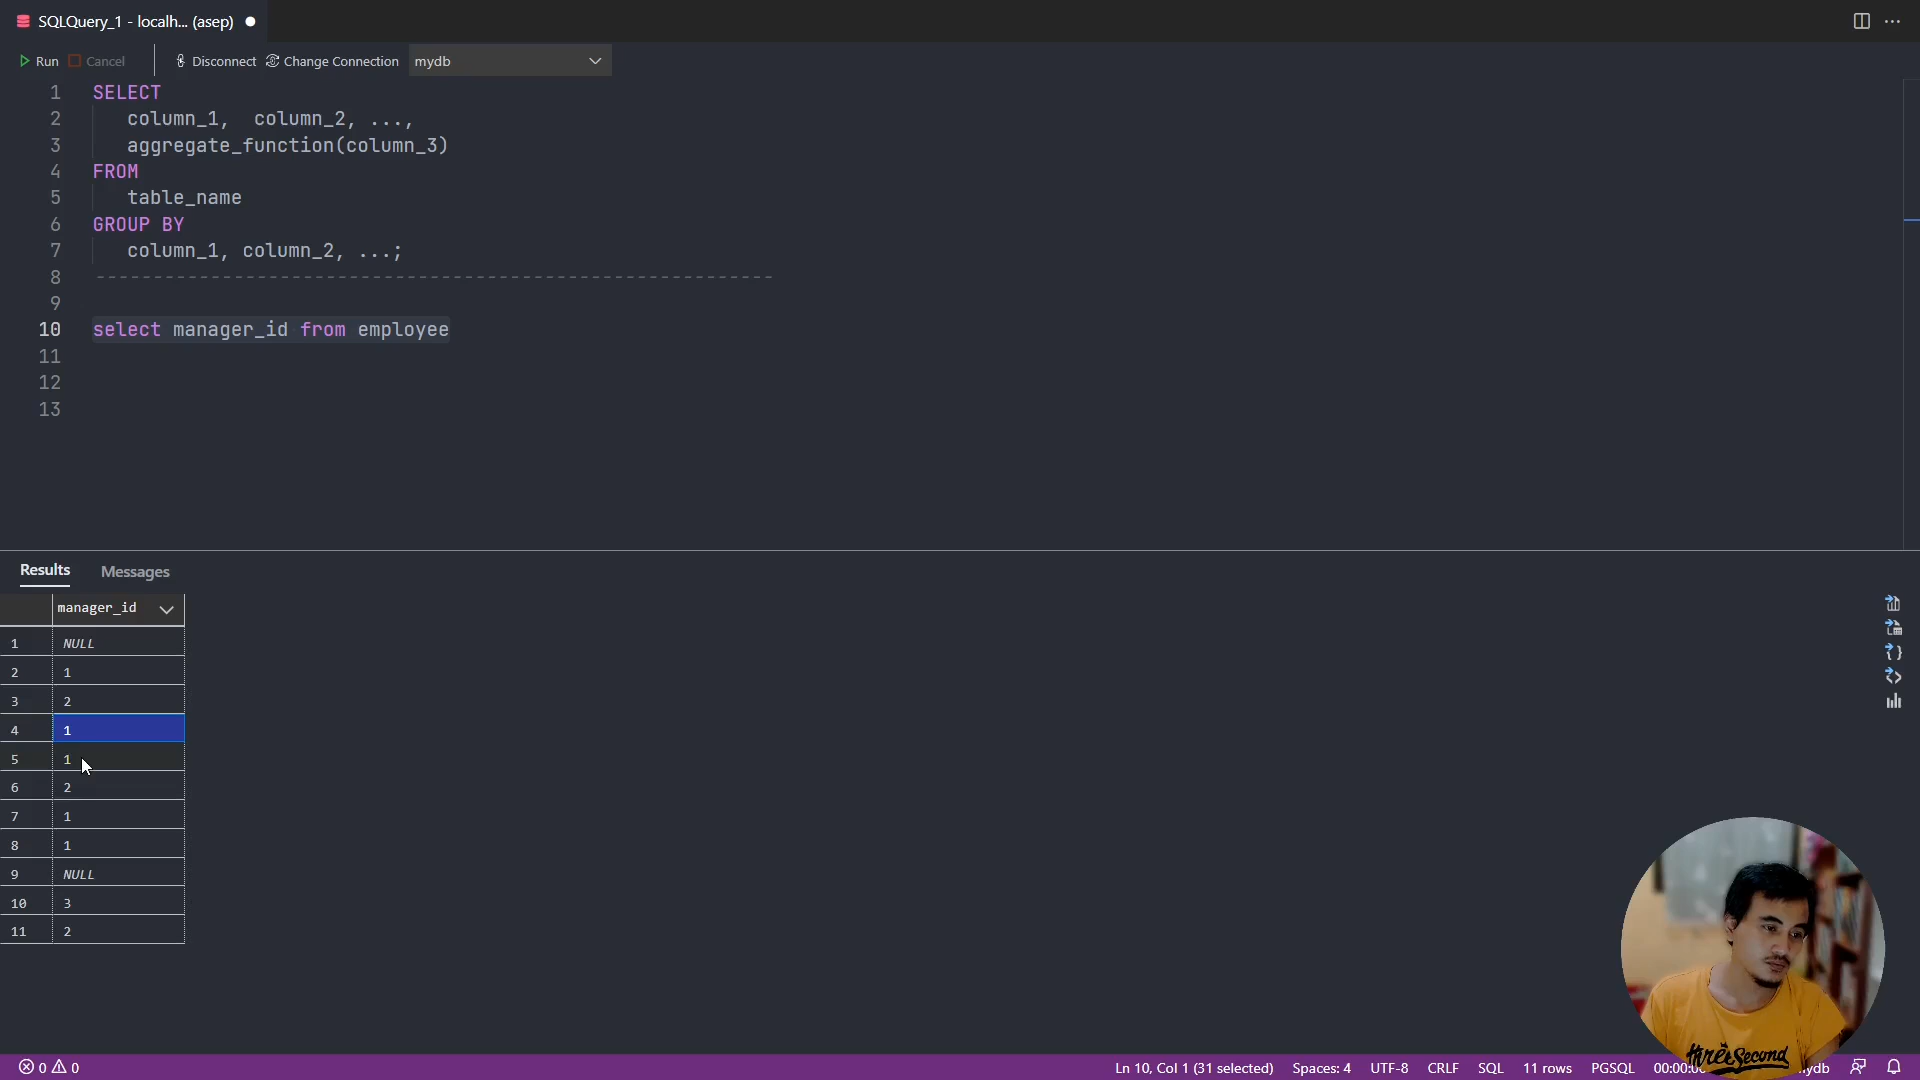 SQLQuery_1 - localh... (asep)
Run Cancel Disconnect Change Connection mydb
1 SELECT
2 column_1, column_2, ...,
3 aggregate_function(column_3)
4 FROM
5 table_name
6 GROUP BY
7 column_1, column_2, ...;
8 -----------------------------------------------------------
9
10 select manager_id from employee
11
12
13
Results Messages
manager_id
1 NULL
2 1
3 2
4 1
5 1
6 2
7 1
8 1
9 NULL
10 3
11 2
threeSecond
0 0 Ln 10, Col 1 (31 selected) Spaces: 4 UTF-8 CRLF SQL 11 rows PGSQL